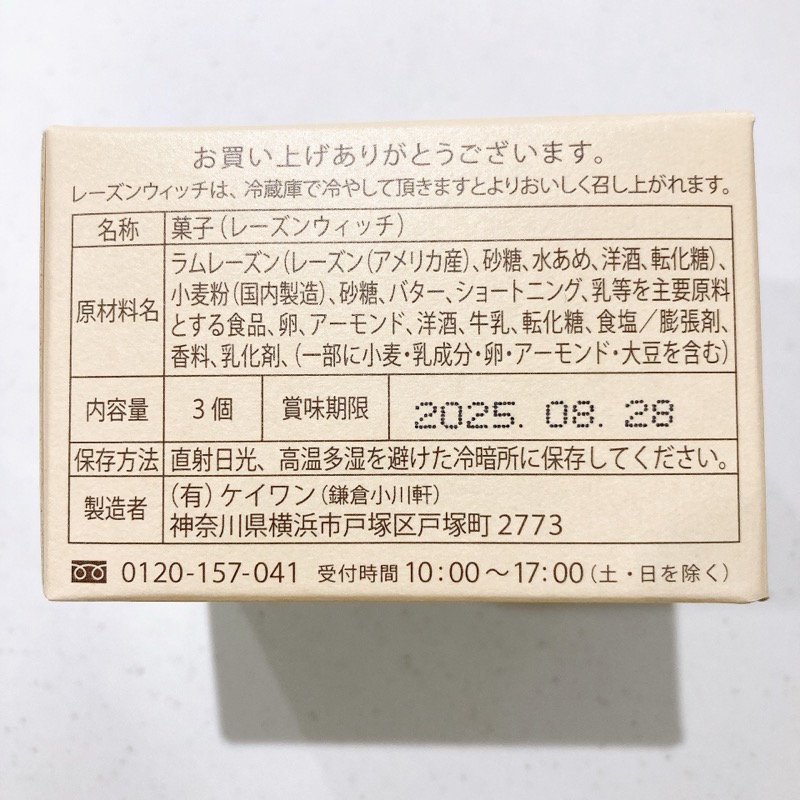 お買い上げありがとうございます。
レーズンウィッチは、冷蔵庫で冷やして頂きますとよりおいしく召し上がれます。
名称 菓子(レーズンウィッチ)
原材料名 ラムレーズン(レーズン(アメリカ産)、砂糖、水あめ、洋酒、転化糖)、
小麦粉(国内製造)、砂糖、バター、ショートニング、乳等を主要原料
とする食品、卵、アーモンド、洋酒、牛乳、転化糖、食塩/膨張剤、
香料、乳化剤、(一部に小麦・乳成分・卵・アーモンド・大豆を含む)
内容量 3個 賞味期限 2025. 08. 28
保存方法 直射日光、高温多湿を避けた冷暗所に保存してください。
製造者 (有)ケイワン(鎌倉小川軒)
神奈川県横浜市戸塚区戸塚町 2773
0120-157-041 受付時間 10:00~17:00(土・日を除く)